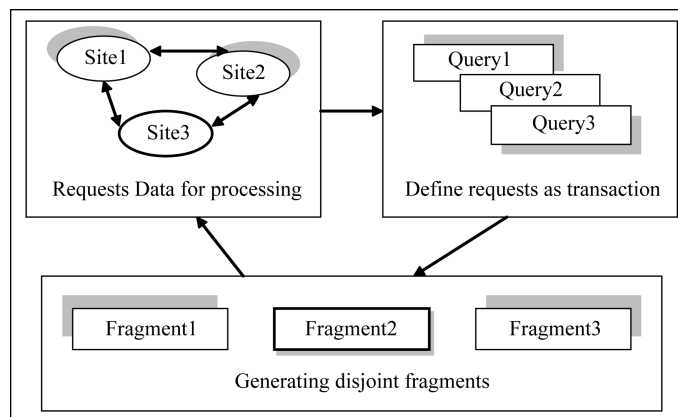 Site1
Site2
Site3
Requests Data for processing
Query1
Query2
Query3
Define requests as transaction
Fragment1
Fragment2
Fragment3
Generating disjoint fragments